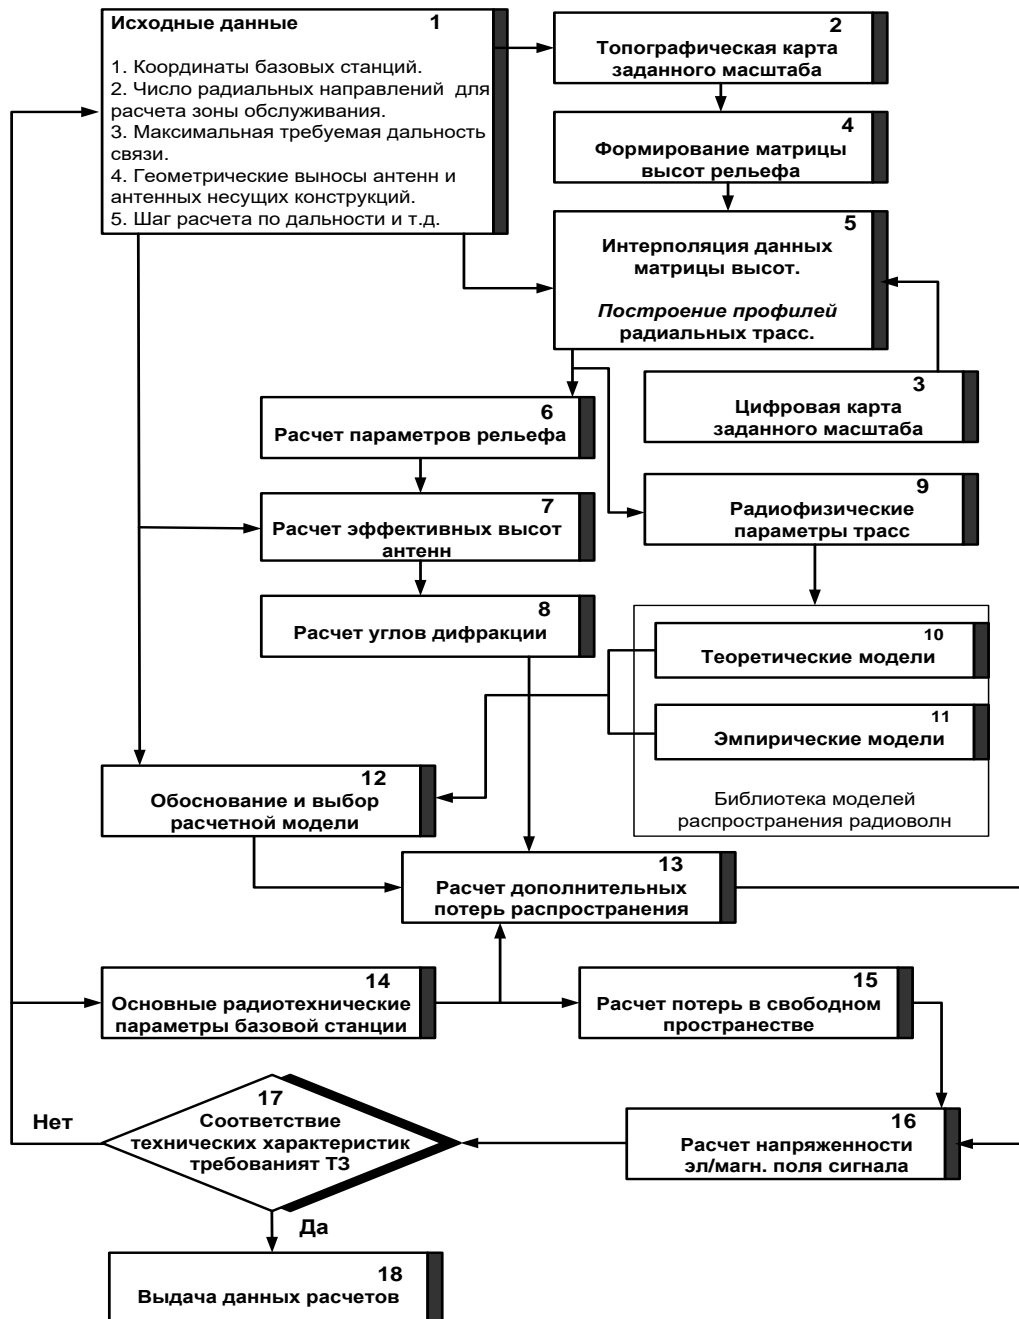 Исходные данные 1
1. Координаты базовых станций.
2. Число радиальных направлений для
расчета зоны обслуживания.
3. Максимальная требуемая дальность
связи.
4. Геометрические выносы антенн и
антенных несущих конструкций.
5. Шаг расчета по дальности и т.д.
2
Топографическая карта
заданного масштаба
4
Формирование матрицы
высот рельефа
5
Интерполяция данных
матрицы высот.
Построение профилей
радиальных трасс.
3
Цифровая карта
заданного масштаба
6
Расчет параметров рельефа
7
Расчет эффективных высот
антенн
8
Расчет углов дифракции
9
Радиофизические
параметры трасс
10
Теоретические модели
11
Эмпирические модели
Библиотека моделей
распространения радиоволн
12
Обоснование и выбор
расчетной модели
13
Расчет дополнительных
потерь распространения
14
Основные радиотехнические
параметры базовой станции
15
Расчет потерь в свободном
пространестве
16
Расчет напряженности
эл/магн. поля сигнала
17
Соответствие
технических характеристик
требованият ТЗ
Нет
Да
18
Выдача данных расчетов